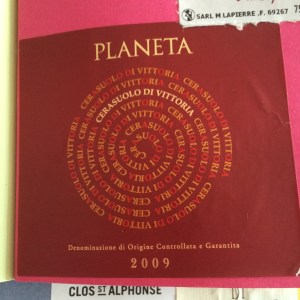 SARL M LAPIERRE .F. 69267
PLANETA
CERASUOLO DI VITTORIA
Denominazione di Origine Controllata e Garantita
2009
CLOS ST ALPHONSE